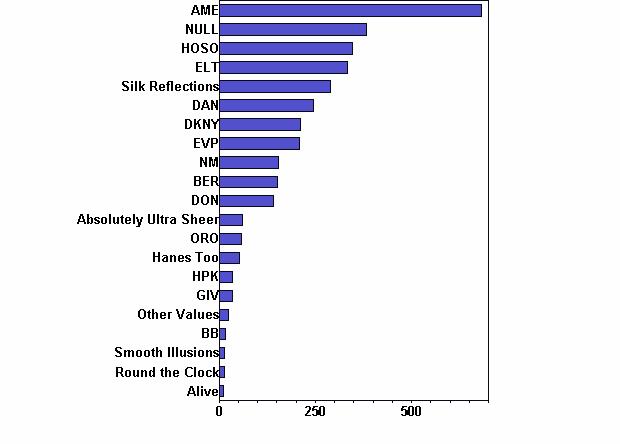 AME
NULL
HOSO
ELT
Silk Reflections
DAN
DKNY
EVP
NM
BER
DON
Absolutely Ultra Sheer
ORO
Hanes Too
HPK
GIV
Other Values
BB
Smooth Illusions
Round the Clock
Alive
0 250 500